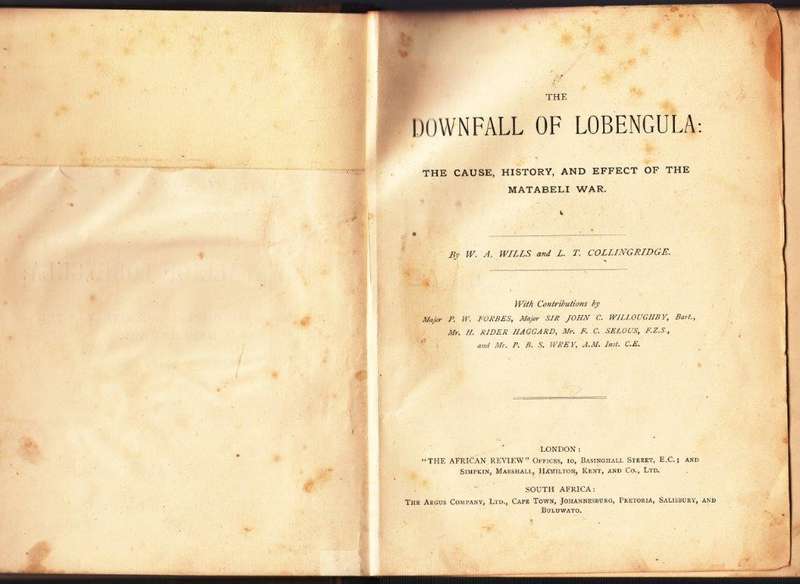 THE
DOWNFALL OF LOBENGULA:
THE CAUSE, HISTORY, AND EFFECT OF THE
MATABELI WAR.
By W. A. WILLS and L. T. COLLINGRIDGE.
With Contributions by
Major P. W. FORBES, Major SIR JOHN C. WILLOUGHBY, Bart.,
Mr. H. RIDER HAGGARD, Mr. F. C. SELOUS, F.Z.S.,
and Mr. P. B. S. WREY, A.M. Inst. C.E.
LONDON:
"THE AFRICAN REVIEW" OFFICES, 10, BASINGHALL STREET, E.C.; AND
SIMPKIN, MARSHALL, HAMILTON, KENT, AND CO., LTD.
SOUTH AFRICA:
THE ARGUS COMPANY, LTD., CAPE TOWN, JOHANNESBURG, PRETORIA, SALISBURY, AND
BULUWAYO.